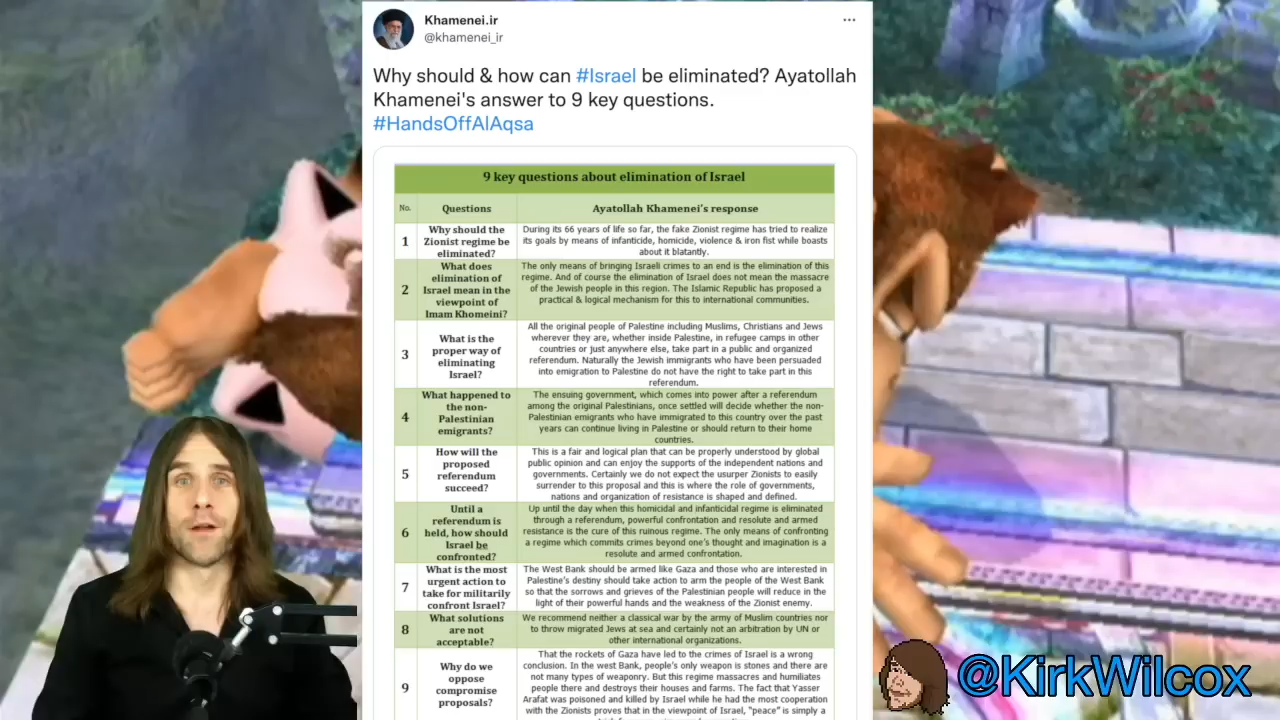 Khamenei.ir
@khamenei_ir
Why should & how can #Israel be eliminated? Ayatollah
Khamenei's answer to 9 key questions.
#HandsOffAlAqsa
9 key questions about elimination of Israel
No. Questions Ayatollah Khamenei's response
1
Why should the
Zionist regime be
eliminated?
During its 66 years of life so far, the fake Zionist regime has tried to realize
its goals by means of infanticide, homicide, violence & iron fist while boasts
about it blatantly.
2
What does
elimination of
Israel mean in the
viewpoint of
Imam Khomeini?
The only means of bringing Israeli crimes to an end is the elimination of this
regime. And of course the elimination of Israel does not mean the massacre
of the Jewish people in this region. The Islamic Republic has proposed a
practical & logical mechanism for this to international communities.
3
What is the
proper way of
eliminating
Israel?
All the original people of Palestine including Muslims, Christians and Jews
wherever they are, whether inside Palestine, in refugee camps in other
countries or just anywhere else, take part in a public and organized
referendum. Naturally the Jewish immigrants who have been persuaded
into emigration to Palestine do not have the right to take part in this
referendum.
4
What happened to
the non-
Palestinian
emigrants?
The ensuing government, which comes into power after a referendum
among the original Palestinians, once settled will decide whether the non-
Palestinian emigrants who have immigrated to this country over the past
years can continue living in Palestine or should return to their home
countries.
5
How will the
proposed
referendum
succeed?
This is a fair and logical plan that can be properly understood by global
public opinion and can enjoy the supports of the independent nations and
governments. Certainly we do not expect the usurper Zionists to easily
surrender to this proposal and this is where the role of governments,
nations and organization of resistance is shaped and defined.
6
Until a
referendum is
held, how should
Israel be
confronted?
Up until the day when this homicidal and infanticidal regime is eliminated
through a referendum, powerful confrontation and resolute and armed
resistance is the cure of this ruinous regime. The only means of confronting
a regime which commits crimes beyond one's thought and imagination is a
resolute and armed confrontation.
7
What is the most
urgent action to
take for militarily
confront Israel?
The West Bank should be armed like Gaza and those who are interested in
Palestine's destiny should take action to arm the people of the West Bank
so that the sorrows and grieves of the Palestinian people will reduce in the
light of their powerful hands and the weakness of the Zionist enemy.
8
What solutions
are not
acceptable?
We recommend neither a classical war by the army of Muslim countries nor
to throw migrated Jews at sea and certainly not an arbitration by UN or
other international organizations.
9
Why do we
oppose
compromise
proposals?
That the rockets of Gaza have led to the crimes of Israel is a wrong
conclusion. In the west Bank, people's only weapon is stones and there are
not many types of weaponry. But this regime massacres and humiliates
people there and destroys their houses and farms. The fact that Yasser
Arafat was poisoned and killed by Israel while he had the most cooperation
with the Zionists proves that in the viewpoint of Israel, "peace" is simply a
@KirkWilcox